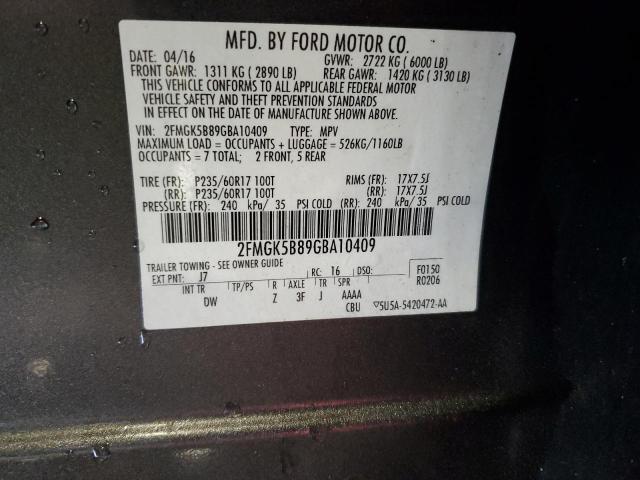 MFD. BY FORD MOTOR CO.
DATE: 04/16 GVWR: 2722 KG ( 6000 LB)
FRONT GAWR: 1311 KG ( 2890 LB) REAR GAWR: 1420 KG ( 3130 LB)
THIS VEHICLE CONFORMS TO ALL APPLICABLE FEDERAL MOTOR
VEHICLE SAFETY AND THEFT PREVENTION STANDARDS
IN EFFECT ON THE DATE OF MANUFACTURE SHOWN ABOVE.
VIN: 2FMGK5B89GBA10409 TYPE: MPV
MAXIMUM LOAD = OCCUPANTS + LUGGAGE = 526KG/1160LB
OCCUPANTS = 7 TOTAL; 2 FRONT, 5 REAR
TIRE (FR): P235/60R17 100T RIMS (FR): 17X7.5J
(RR): P235/60R17 100T (RR): 17X7.5J
PRESSURE (FR): 240 kPa/ 35 PSI COLD (RR): 240 kPa/ 35 PSI COLD
2FMGK5B89GBA10409
TRAILER TOWING - SEE OWNER GUIDE
EXT PNT: J7 RC: 16 DSO: F0150
INT TR TP/PS R AXLE TR SPR R0206
DW Z 3F J AAAA
CBU 5U5A-5420472-AA